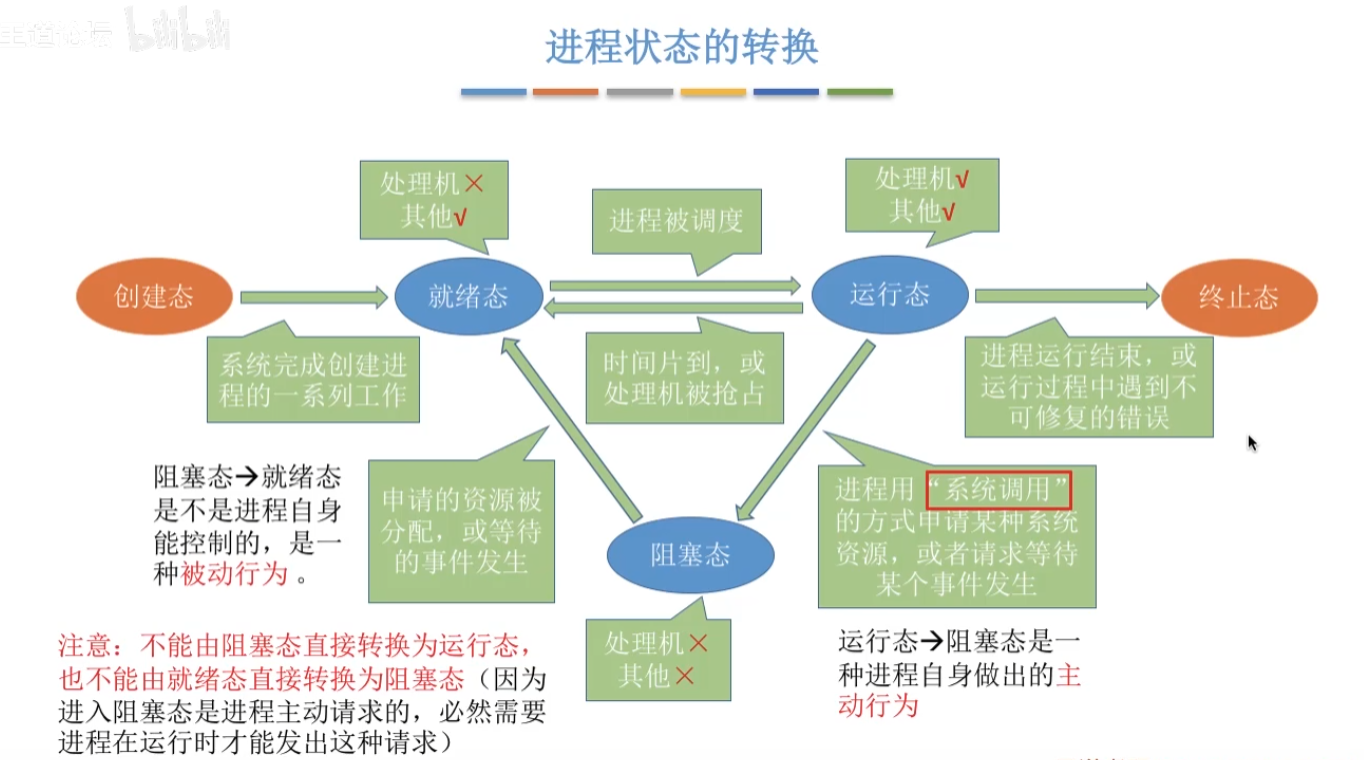 bilibili
进程状态的转换
处理机×
其他√
进程被调度
处理机√
其他√
创建态
就绪态
运行态
终止态
系统完成创建进
程的一系列工作
时间片到，或
处理机被抢占
进程运行结束，或
运行过程中遇到不
可修复的错误
阻塞态→就绪态
是不是进程自身
能控制的，是一
种被动行为 。
申请的资源被
分配，或等待
的事件发生
进程用“系统调用”
的方式申请某种系统
资源，或者请求等待
某个事件发生
阻塞态
处理机×
其他×
注意：不能由阻塞态直接转换为运行态，
也不能由就绪态直接转换为阻塞态（因为
进入阻塞态是进程主动请求的，必然需要
进程在运行时才能发出这种请求）
运行态→阻塞态是一
种进程自身做出的主
动行为